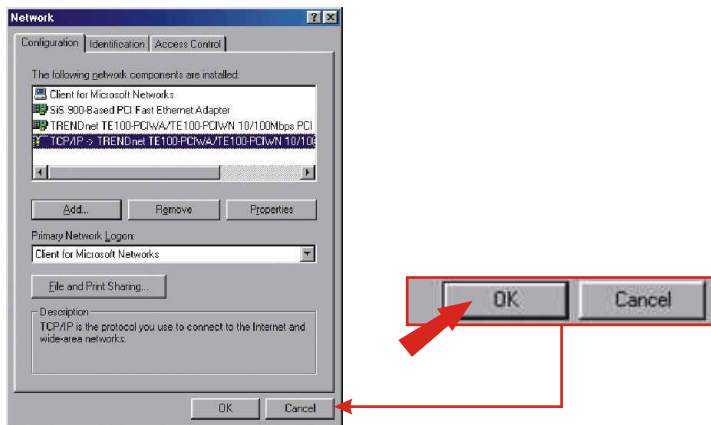 Network
Configuration Identification Access Control
The following network components are installed:
Client for Microsoft Networks
SiS 900-Based PCI Fast Ethernet Adapter
TRENDnet TE100-PCIWA/TE100-PCIWN 10/100Mbps PCI
TCP/IP -> TRENDnet TE100-PCIWA/TE100-PCIWN 10/10
Add... Remove Properties
Primary Network Logon:
Client for Microsoft Networks
File and Print Sharing...
Description
TCP/IP is the protocol you use to connect to the Internet and
wide-area networks.
OK Cancel
OK Cancel